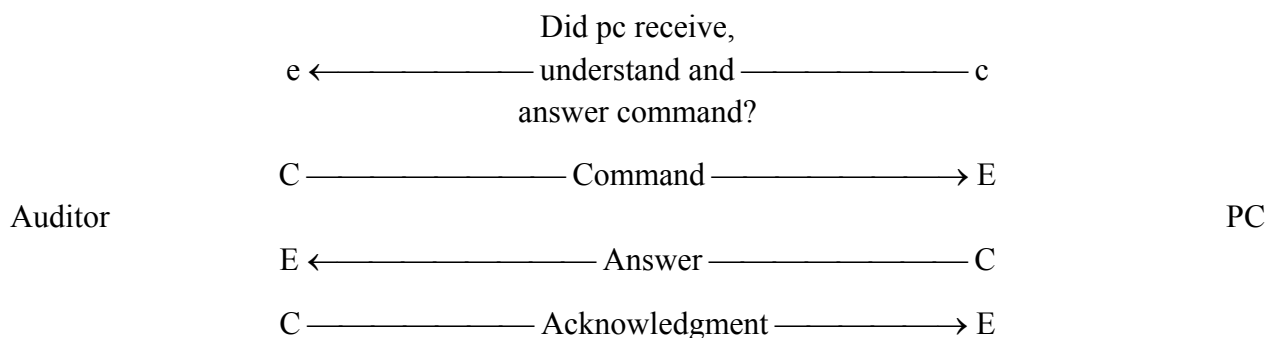 Did pc receive,
e ← understand and c
answer command?
C Command → E
Auditor PC
E ← Answer C
C Acknowledgment → E